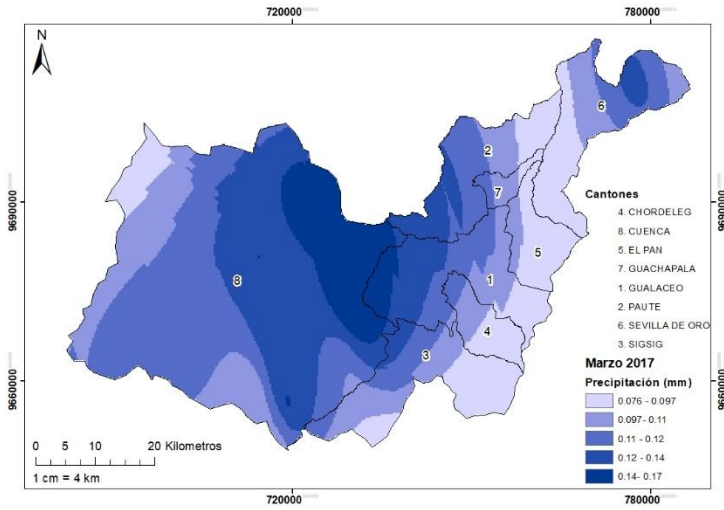 720000
780000
N
6
2
7
9690000
9690000
Cantones
4. CHORDELEG
8. CUENCA
5. EL PAN
7. GUACHAPALA
1. GUALACEO
2. PAUTE
6. SEVILLA DE ORO
3. SIGSIG
5
8
1
4
3
Marzo 2017
Precipitación (mm)
0.076 - 0.097
0.097- 0.11
0.11 - 0.12
0.12 - 0.14
0.14- 0.17
9660000
9660000
0 5 10 20 Kilometros
1 cm = 4 km
720000
780000